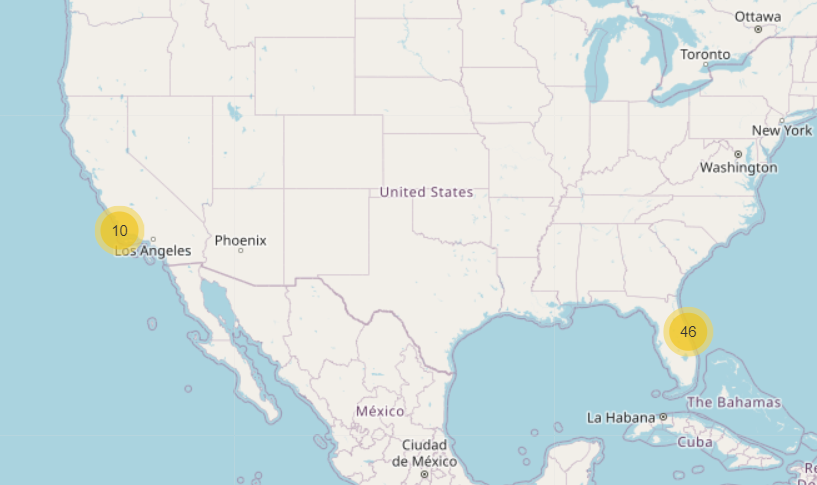 Ottawa
Toronto
New York
Washington
United States
10
Los Angeles
Phoenix
46
The Bahamas
México
La Habana
Cuba
Ciudad
de México